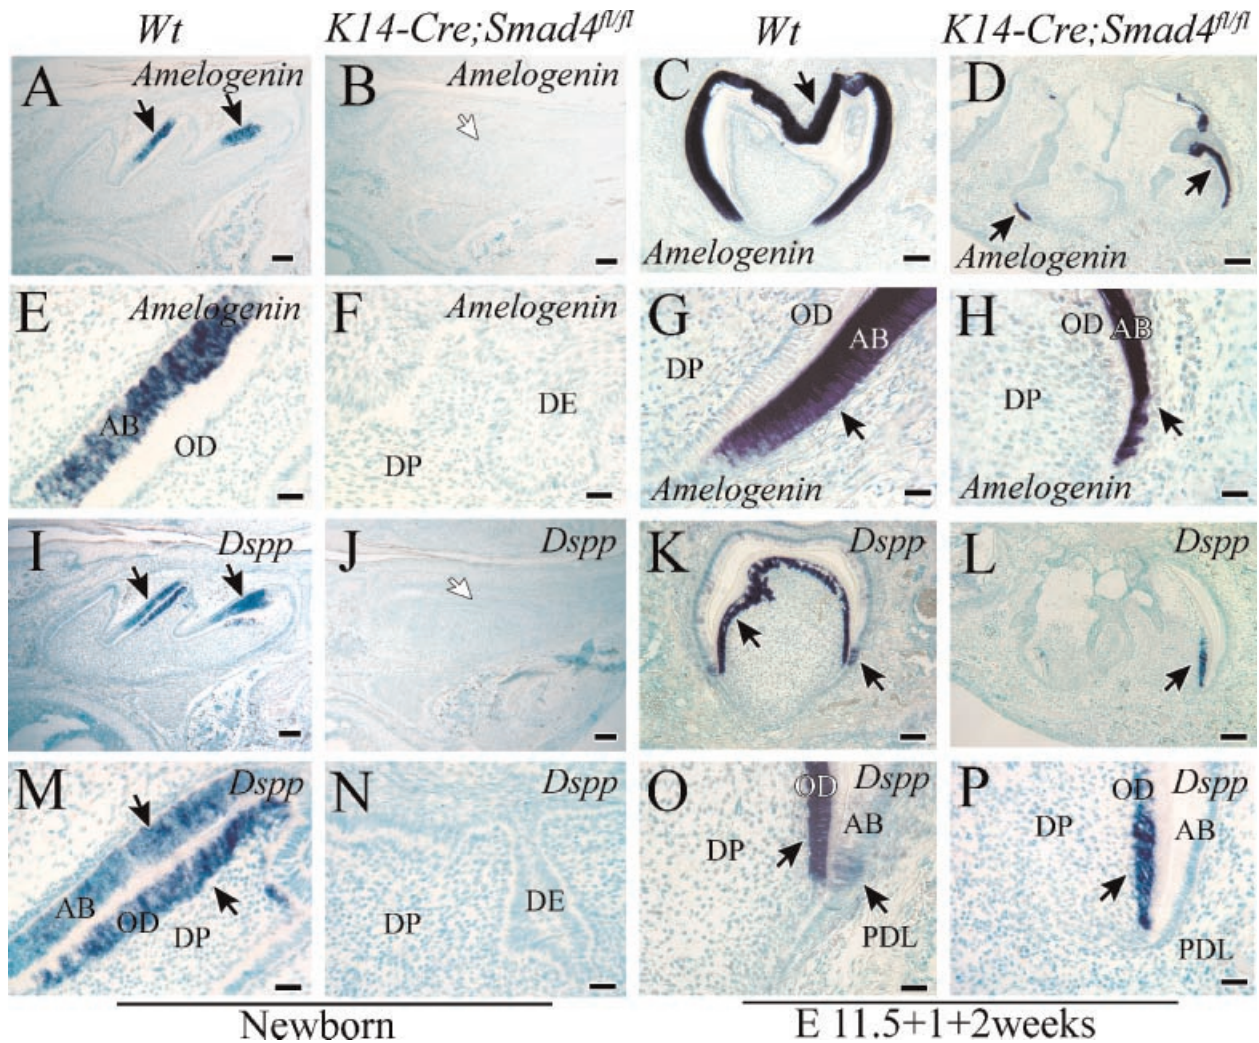 Wt K14-Cre;Smad4fl/fl Wt K14-Cre;Smad4fl/fl
A Amelogenin B Amelogenin C Amelogenin D Amelogenin
E Amelogenin AB OD F Amelogenin DE DP G OD AB DP Amelogenin H OD AB DP Amelogenin
I Dspp J Dspp K Dspp L Dspp
M Dspp AB OD DP N Dspp DP DE O OD Dspp AB DP PDL P OD Dspp DP AB PDL
Newborn E 11.5+1+2weeks